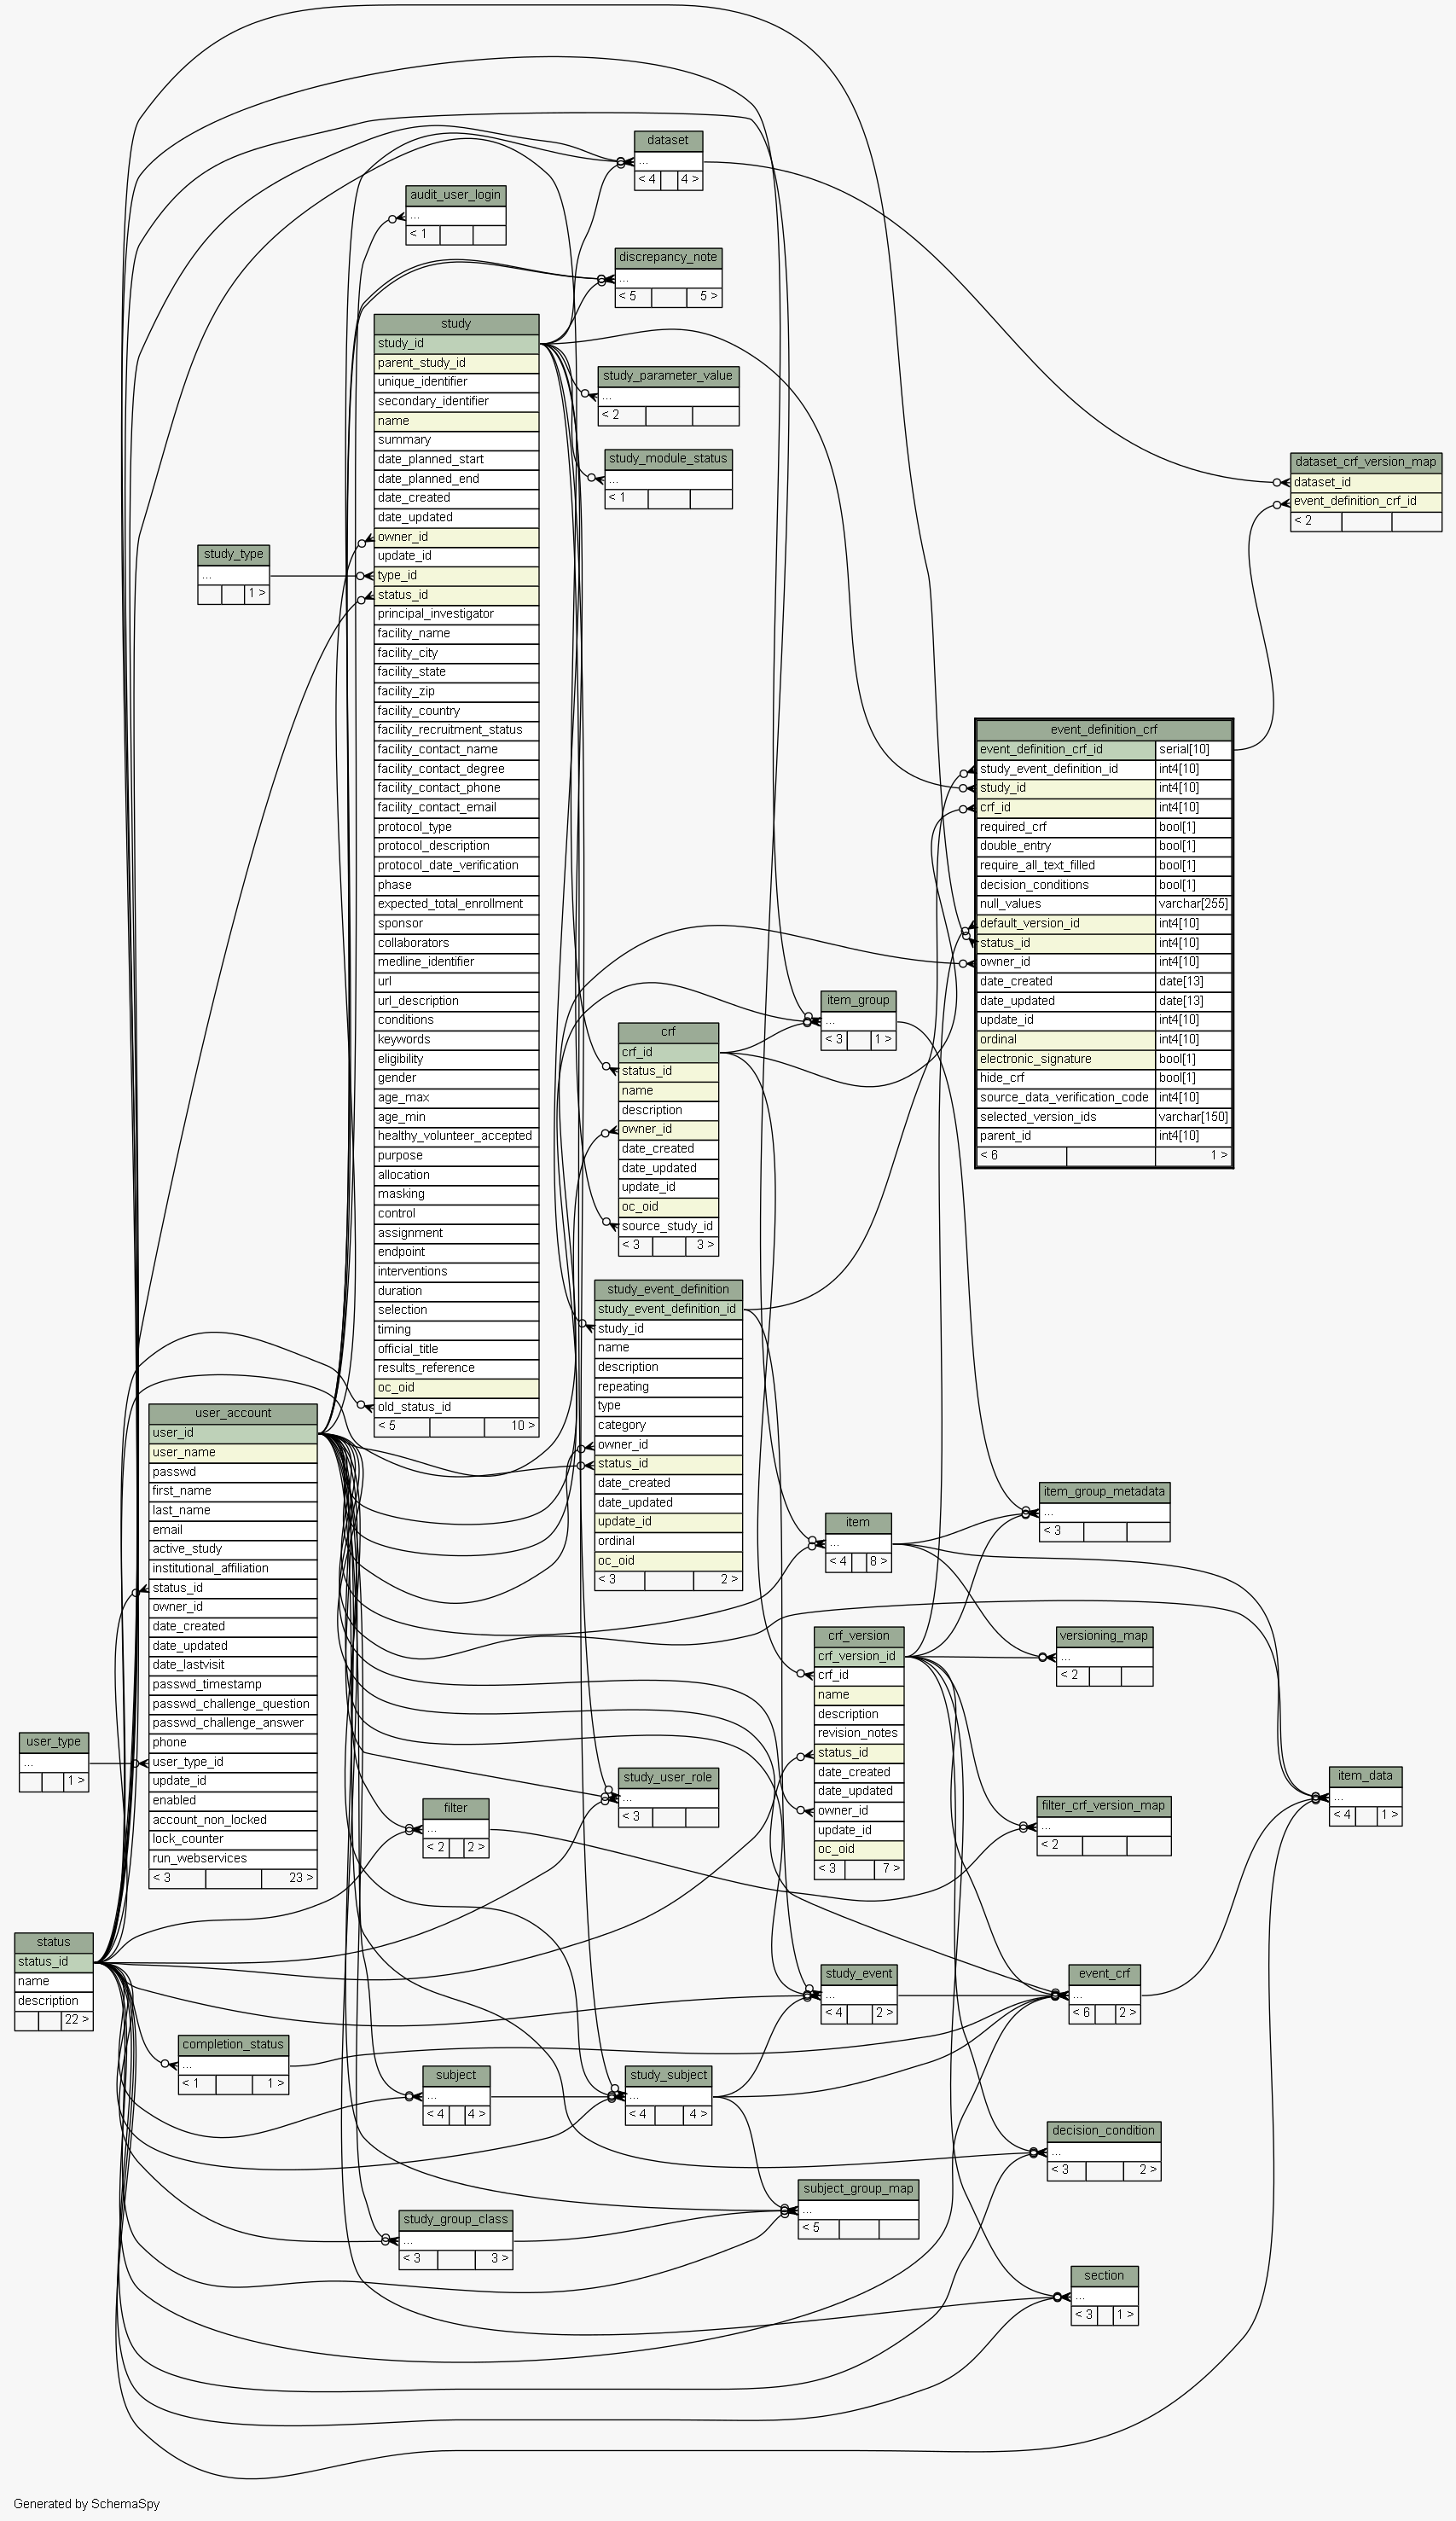 dataset
...
< 4 4 >
audit_user_login
...
< 1
discrepancy_note
...
< 5 5 >
study
study_id
parent_study_id
unique_identifier
secondary_identifier
name
summary
date_planned_start
date_planned_end
date_created
date_updated
owner_id
update_id
type_id
status_id
principal_investigator
facility_name
facility_city
facility_state
facility_zip
facility_country
facility_recruitment_status
facility_contact_name
facility_contact_degree
facility_contact_phone
facility_contact_email
protocol_type
protocol_description
protocol_date_verification
phase
expected_total_enrollment
sponsor
collaborators
medline_identifier
url
url_description
conditions
keywords
eligibility
gender
age_max
age_min
healthy_volunteer_accepted
purpose
allocation
masking
control
assignment
endpoint
interventions
duration
selection
timing
official_title
results_reference
oc_oid
old_status_id
< 5 10 >
study_parameter_value
...
< 2
study_module_status
...
< 1
dataset_crf_version_map
dataset_id
event_definition_crf_id
< 2
study_type
...
1 >
event_definition_crf
event_definition_crf_id serial[10]
study_event_definition_id int4[10]
study_id int4[10]
crf_id int4[10]
required_crf bool[1]
double_entry bool[1]
require_all_text_filled bool[1]
decision_conditions bool[1]
null_values varchar[255]
default_version_id int4[10]
status_id int4[10]
owner_id int4[10]
date_created date[13]
date_updated date[13]
update_id int4[10]
ordinal int4[10]
electronic_signature bool[1]
hide_crf bool[1]
source_data_verification_code int4[10]
selected_version_ids varchar[150]
parent_id int4[10]
< 6 1 >
item_group
...
< 3 1 >
crf
crf_id
status_id
name
description
owner_id
date_created
date_updated
update_id
oc_oid
source_study_id
< 3 3 >
study_event_definition
study_event_definition_id
study_id
name
description
repeating
type
category
owner_id
status_id
date_created
date_updated
update_id
ordinal
oc_oid
< 3 2 >
user_account
user_id
user_name
passwd
first_name
last_name
email
active_study
institutional_affiliation
status_id
owner_id
date_created
date_updated
date_lastvisit
passwd_timestamp
passwd_challenge_question
passwd_challenge_answer
phone
user_type_id
update_id
enabled
account_non_locked
lock_counter
run_webservices
< 3 23 >
item_group_metadata
...
< 3
item
...
< 4 8 >
crf_version
crf_version_id
crf_id
name
description
revision_notes
status_id
date_created
date_updated
owner_id
update_id
oc_oid
< 3 7 >
versioning_map
...
< 2
user_type
...
1 >
study_user_role
...
< 3
item_data
...
< 4 1 >
filter
...
< 2 2 >
filter_crf_version_map
...
< 2
status
status_id
name
description
22 >
study_event
...
< 4 2 >
event_crf
...
< 6 2 >
completion_status
...
< 1 1 >
subject
...
< 4 4 >
study_subject
...
< 4 4 >
decision_condition
...
< 3 2 >
subject_group_map
...
< 5
study_group_class
...
< 3 3 >
section
...
< 3 1 >
Generated by SchemaSpy